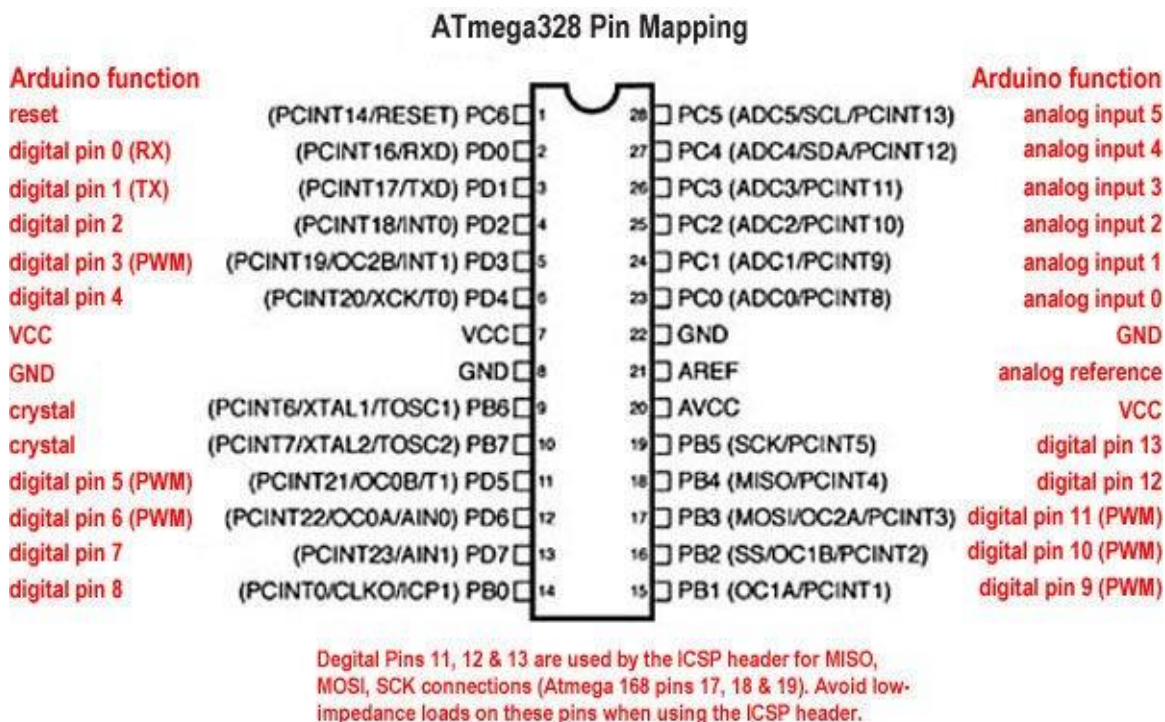 ATmega328 Pin Mapping
Arduino function Arduino function
reset (PCINT14/RESET) PC6 1 28 PC5 (ADC5/SCL/PCINT13) analog input 5
digital pin 0 (RX) (PCINT16/RXD) PD0 2 27 PC4 (ADC4/SDA/PCINT12) analog input 4
digital pin 1 (TX) (PCINT17/TXD) PD1 3 26 PC3 (ADC3/PCINT11) analog input 3
digital pin 2 (PCINT18/INT0) PD2 4 25 PC2 (ADC2/PCINT10) analog input 2
digital pin 3 (PWM) (PCINT19/OC2B/INT1) PD3 5 24 PC1 (ADC1/PCINT9) analog input 1
digital pin 4 (PCINT20/XCK/T0) PD4 6 23 PC0 (ADC0/PCINT8) analog input 0
VCC VCC 7 22 GND GND
GND GND 8 21 AREF analog reference
crystal (PCINT6/XTAL1/TOSC1) PB6 9 20 AVCC VCC
crystal (PCINT7/XTAL2/TOSC2) PB7 10 19 PB5 (SCK/PCINT5) digital pin 13
digital pin 5 (PWM) (PCINT21/OC0B/T1) PD5 11 18 PB4 (MISO/PCINT4) digital pin 12
digital pin 6 (PWM) (PCINT22/OC0A/AIN0) PD6 12 17 PB3 (MOSI/OC2A/PCINT3) digital pin 11 (PWM)
digital pin 7 (PCINT23/AIN1) PD7 13 16 PB2 (SS/OC1B/PCINT2) digital pin 10 (PWM)
digital pin 8 (PCINT0/CLKO/ICP1) PB0 14 15 PB1 (OC1A/PCINT1) digital pin 9 (PWM)
Degital Pins 11, 12 & 13 are used by the ICSP header for MISO,
MOSI, SCK connections (Atmega 168 pins 17, 18 & 19). Avoid low-
impedance loads on these pins when using the ICSP header.